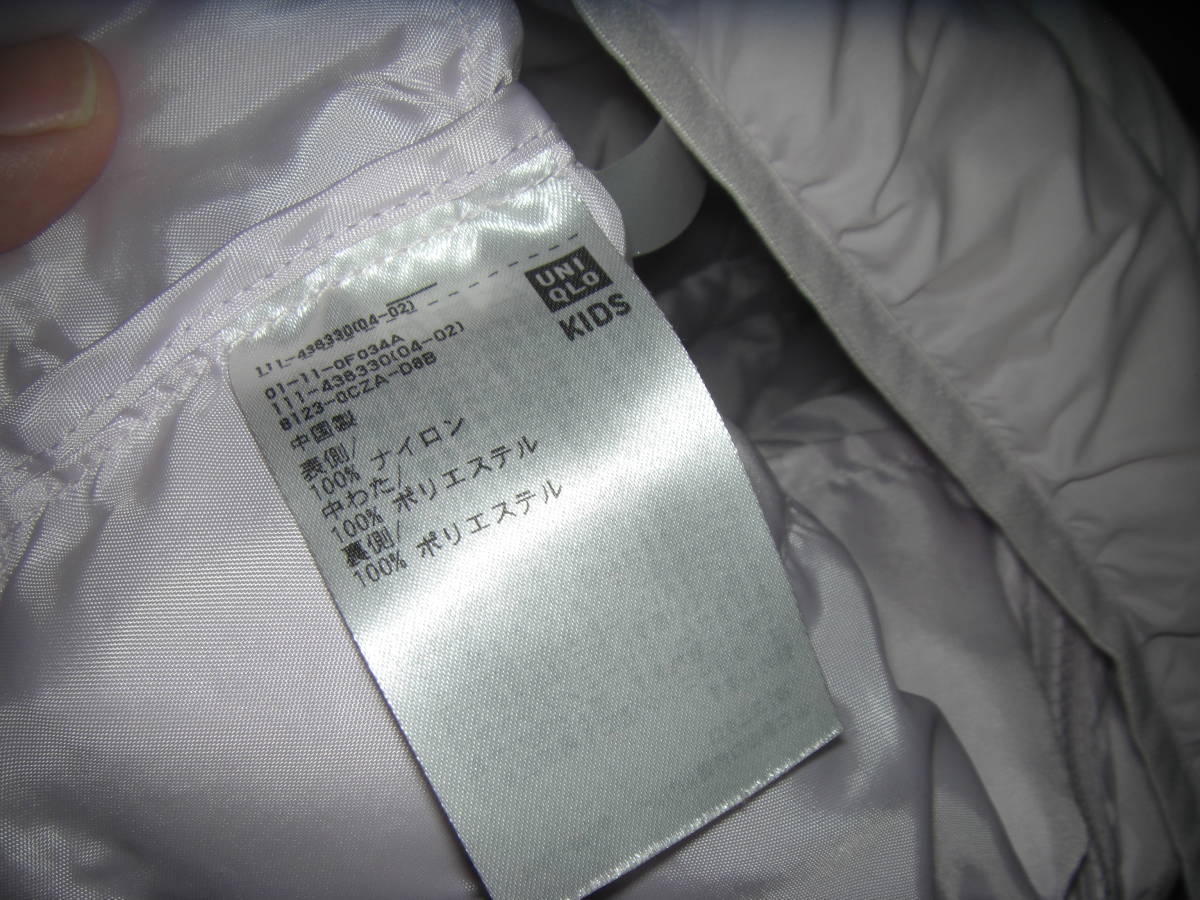 UNI
QLO
KIDS
111-438330(04-02)
01-11-0F034A
111-438330(04-02)
8123-0CZA-D8B
中国製
表側/
100% ナイロン
中わた/
100% ポリエステル
裏側/
100% ポリエステル